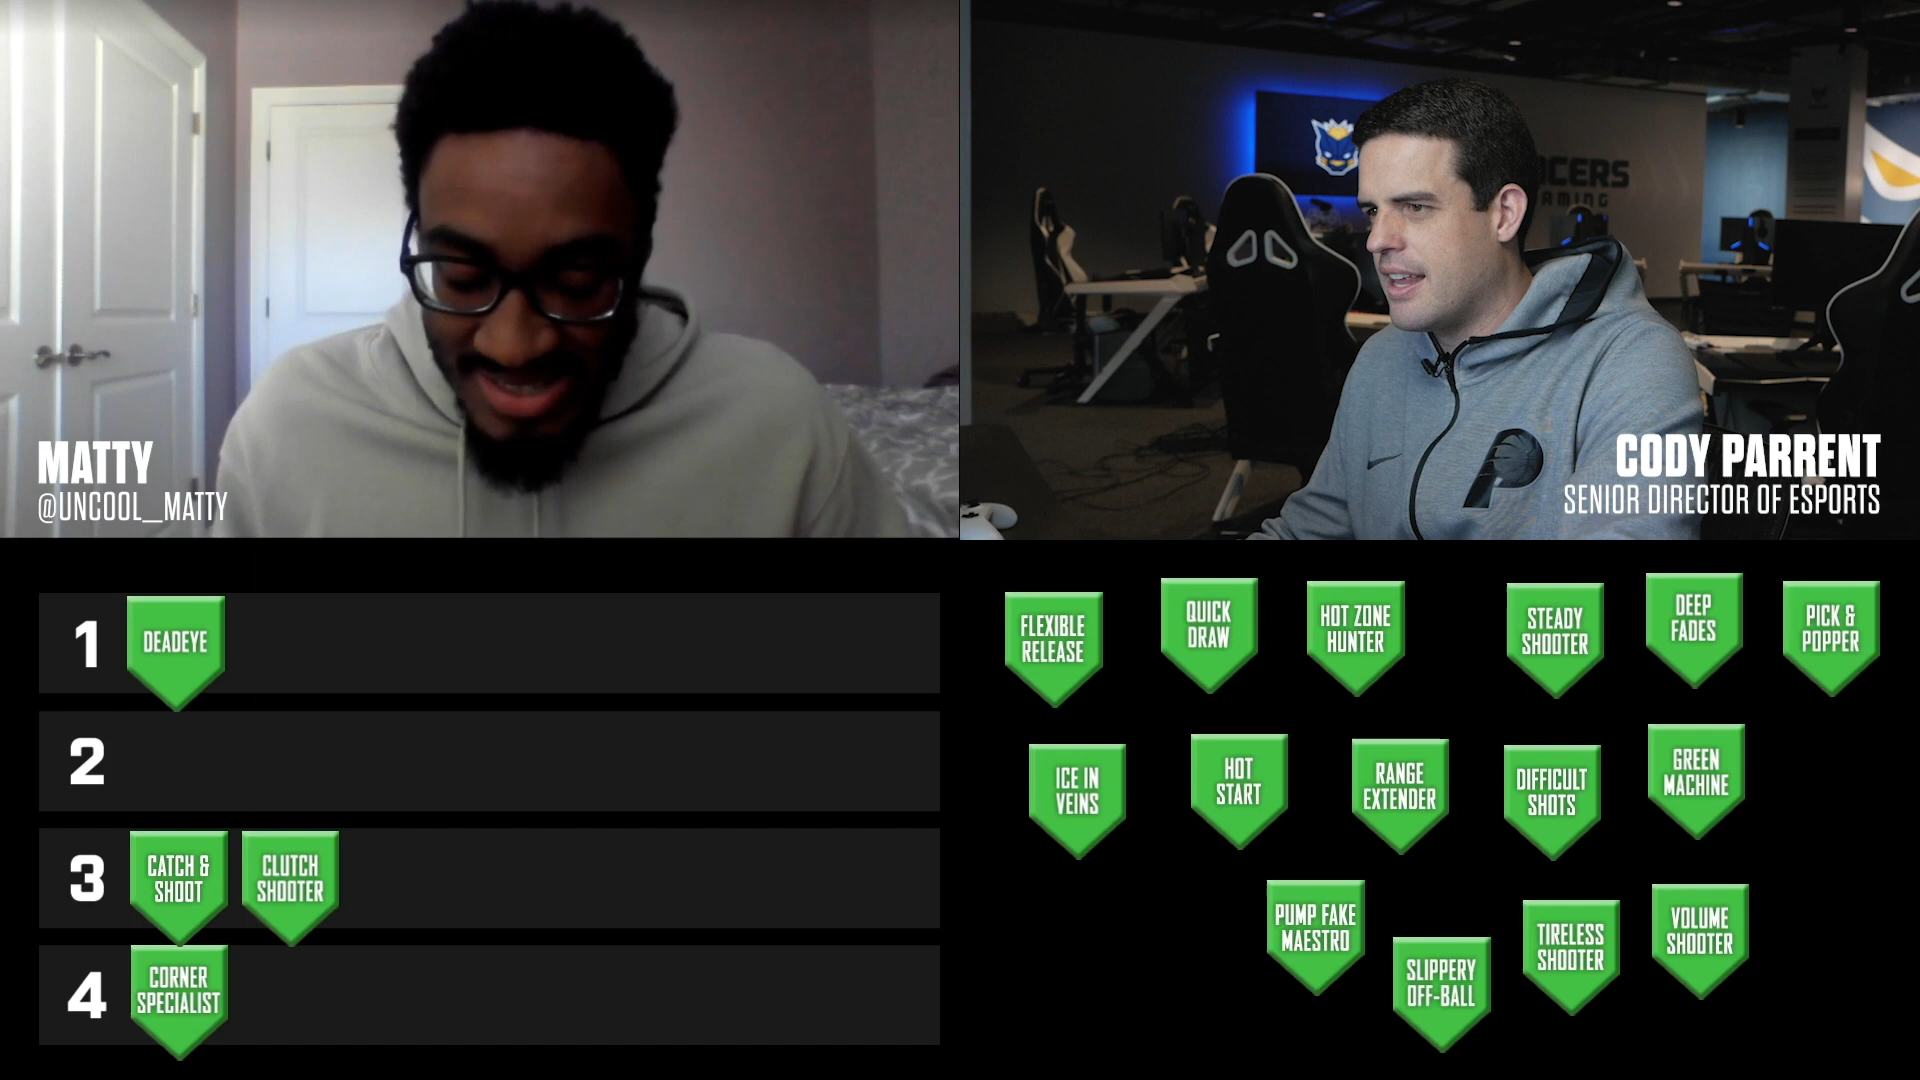 CERS
AMING
MATTY
@UNCOOL_MATTY
CODY PARRENT
SENIOR DIRECTOR OF ESPORTS
1
DEADEYE
2
3
CATCH &
SHOOT
CLUTCH
SHOOTER
4
CORNER
SPECIALIST
FLEXIBLE
RELEASE
QUICK
DRAW
HOT ZONE
HUNTER
STEADY
SHOOTER
DEEP
FADES
PICK &
POPPER
ICE IN
VEINS
HOT
START
RANGE
EXTENDER
DIFFICULT
SHOTS
GREEN
MACHINE
PUMP FAKE
MAESTRO
SLIPPERY
OFF-BALL
TIRELESS
SHOOTER
VOLUME
SHOOTER